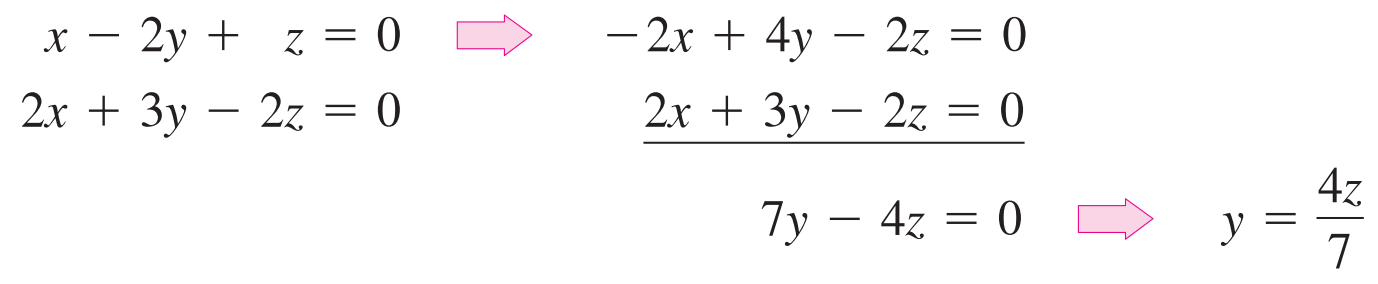 x − 2y + z = 0 ⇨ −2x + 4y − 2z = 0
2x + 3y − 2z = 0 2x + 3y − 2z = 0
7y − 4z = 0 ⇨ y = 4z/7